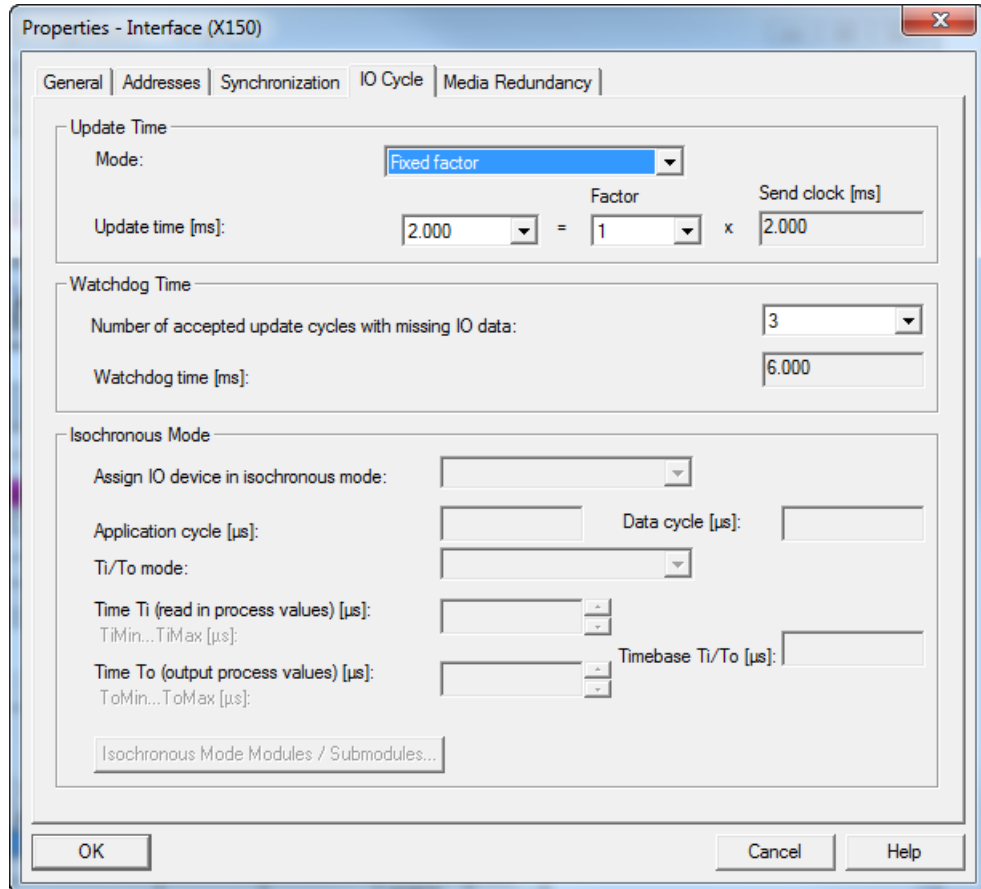 Properties - Interface (X150)
General Addresses Synchronization IO Cycle Media Redundancy
Update Time
Mode: Fixed factor
Factor Send clock [ms]
Update time [ms]: 2.000 = 1 x 2.000
Watchdog Time
Number of accepted update cycles with missing IO data: 3
Watchdog time [ms]: 6.000
Isochronous Mode
Assign IO device in isochronous mode:
Application cycle [µs]: Data cycle [µs]:
Ti/To mode:
Time Ti (read in process values) [µs]:
TiMin...TiMax [µs]:
Timebase Ti/To [µs]:
Time To (output process values) [µs]:
ToMin...ToMax [µs]:
Isochronous Mode Modules / Submodules...
OK Cancel Help